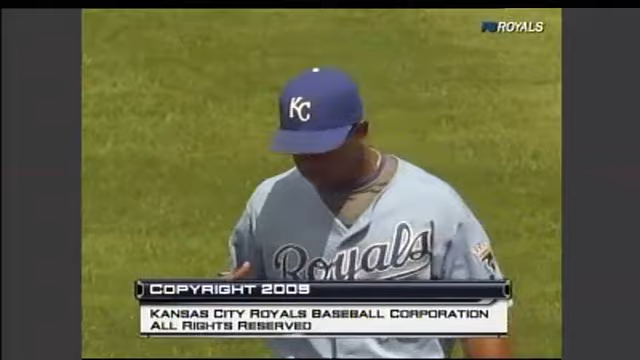 ROYALS
KC
Royals
COPYRIGHT 2009
KANSAS CITY ROYALS BASEBALL CORPORATION
ALL RIGHTS RESERVED